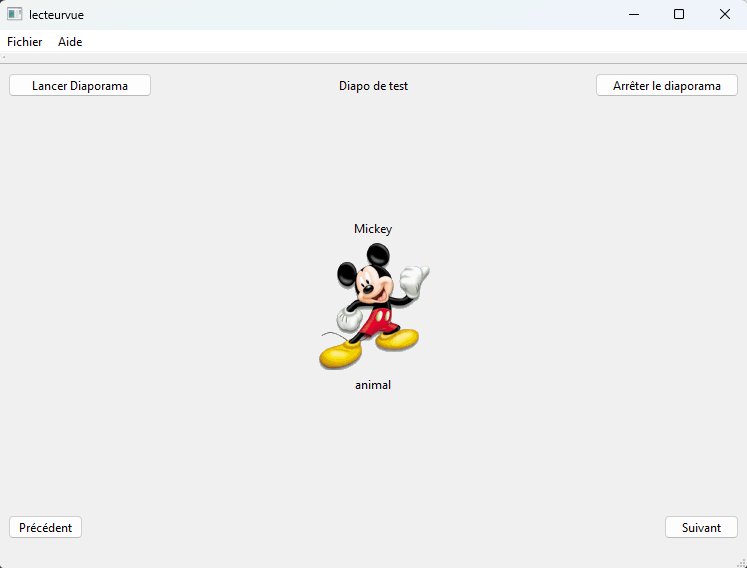 lecteurvue
Fichier Aide
Lancer Diaporama Diapo de test Arrêter le diaporama
Mickey
animal
Précédent Suivant